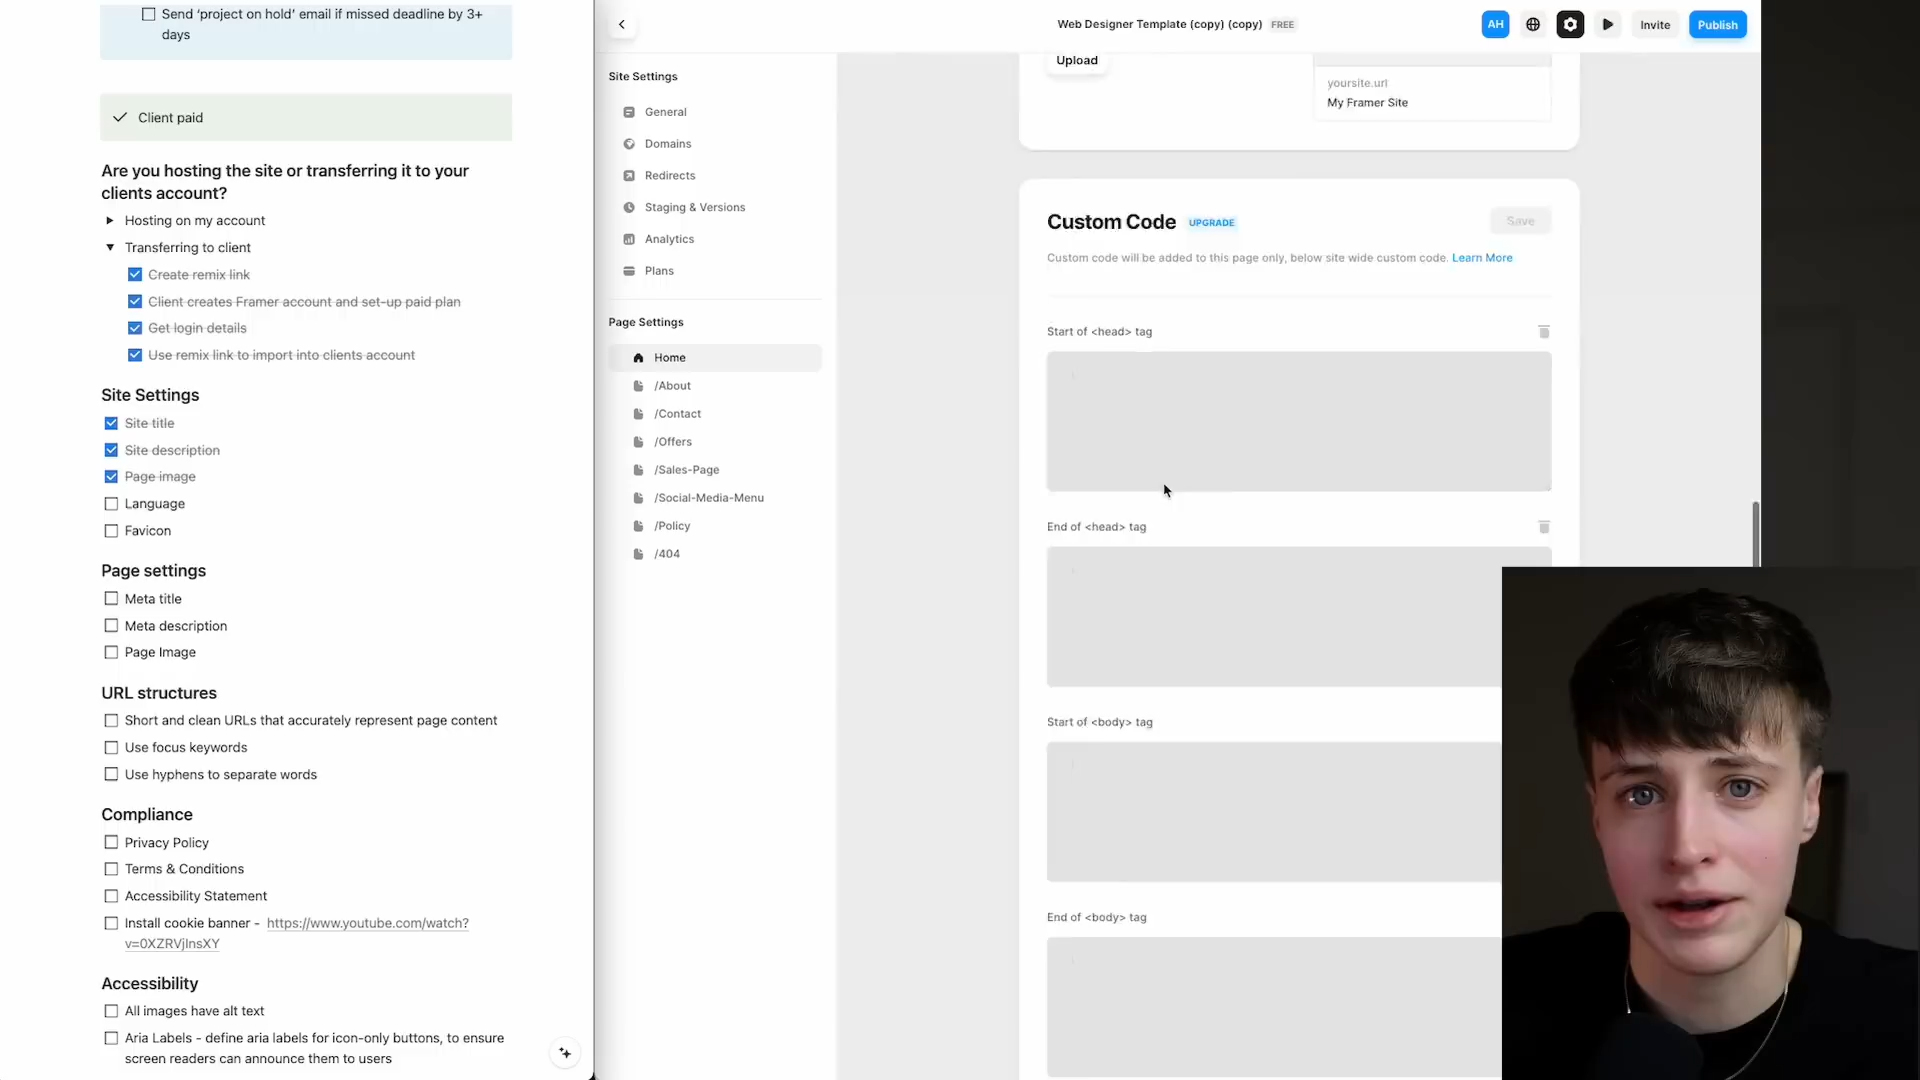 Send ‘project on hold’ email if missed deadline by 3+
days
Client paid
Are you hosting the site or transferring it to your
clients account?
Hosting on my account
Transferring to client
Create remix link
Client creates Framer account and set-up paid plan
Get login details
Use remix link to import into clients account
Site Settings
Site title
Site description
Page image
Language
Favicon
Page settings
Meta title
Meta description
Page Image
URL structures
Short and clean URLs that accurately represent page content
Use focus keywords
Use hyphens to separate words
Compliance
Privacy Policy
Terms & Conditions
Accessibility Statement
Install cookie banner - https://www.youtube.com/watch?
v=0XZRVjlnsXY
Accessibility
All images have alt text
Aria Labels - define aria labels for icon-only buttons, to ensure
screen readers can announce them to users
Web Designer Template (copy) (copy) FREE
AH
Invite
Publish
Site Settings
General
Domains
Redirects
Staging & Versions
Analytics
Plans
Page Settings
Home
/About
/Contact
/Offers
/Sales-Page
/Social-Media-Menu
/Policy
/404
Upload
yoursite.url
My Framer Site
Custom Code UPGRADE
Save
Custom code will be added to this page only, below site wide custom code. Learn More
Start of <head> tag
End of <head> tag
Start of <body> tag
End of <body> tag